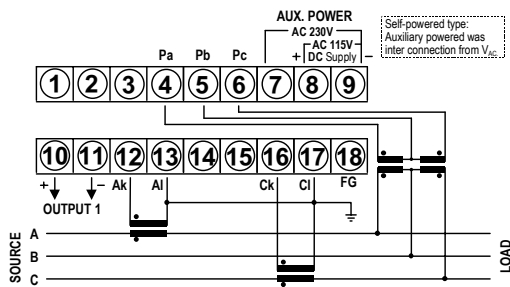 AUX. POWER
AC 230V
AC 115V
+ DC Supply –
Self-powered type:
Auxiliary powered was
inter connection from VAC.
Pa Pb Pc
1 2 3 4 5 6 7 8 9
10 11 12 13 14 15 16 17 18
+ – Ak Al Ck Cl FG
OUTPUT 1
SOURCE
A
B
C
LOAD